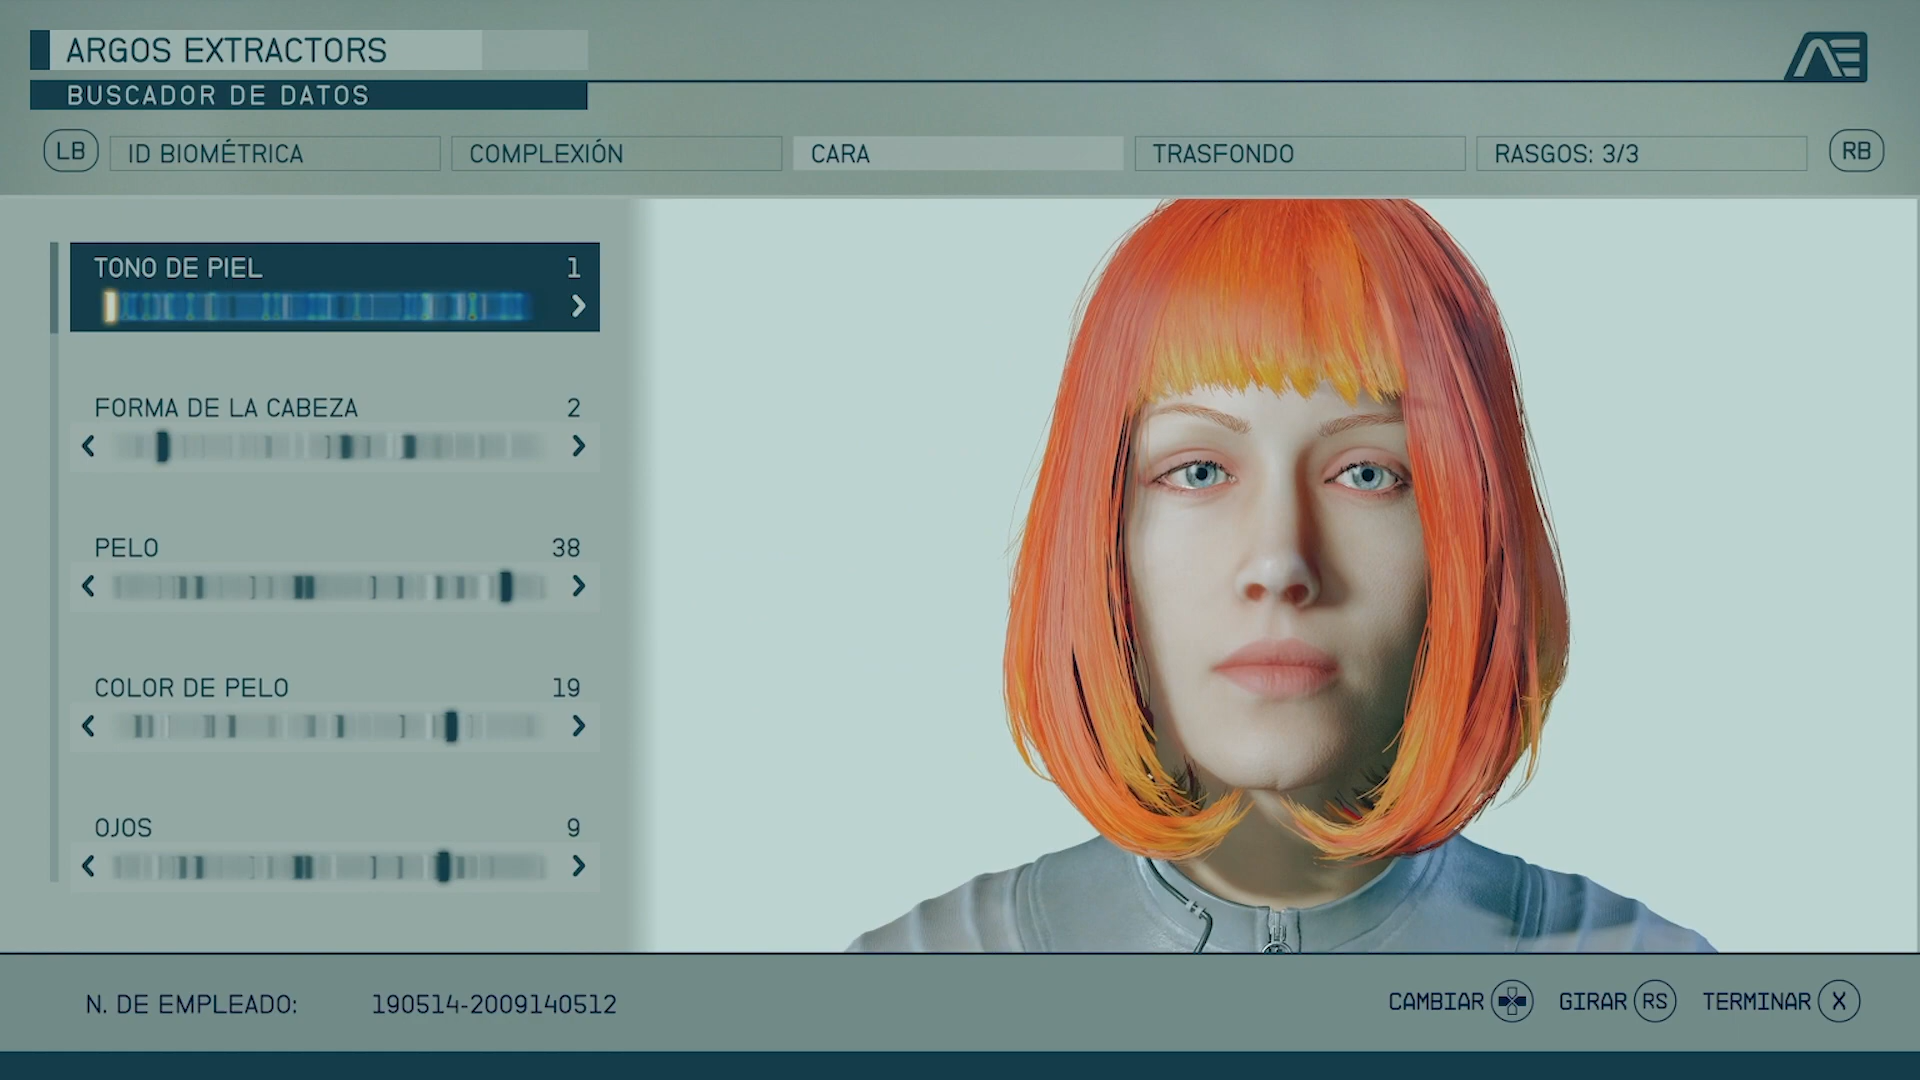 ARGOS EXTRACTORS
BUSCADOR DE DATOS
AE
LB
ID BIOMÉTRICA
COMPLEXIÓN
CARA
TRASFONDO
RASGOS: 3/3
RB
TONO DE PIEL 1
FORMA DE LA CABEZA 2
PELO 38
COLOR DE PELO 19
OJOS 9
N. DE EMPLEADO: 190514-2009140512
CAMBIAR
GIRAR RS
TERMINAR X